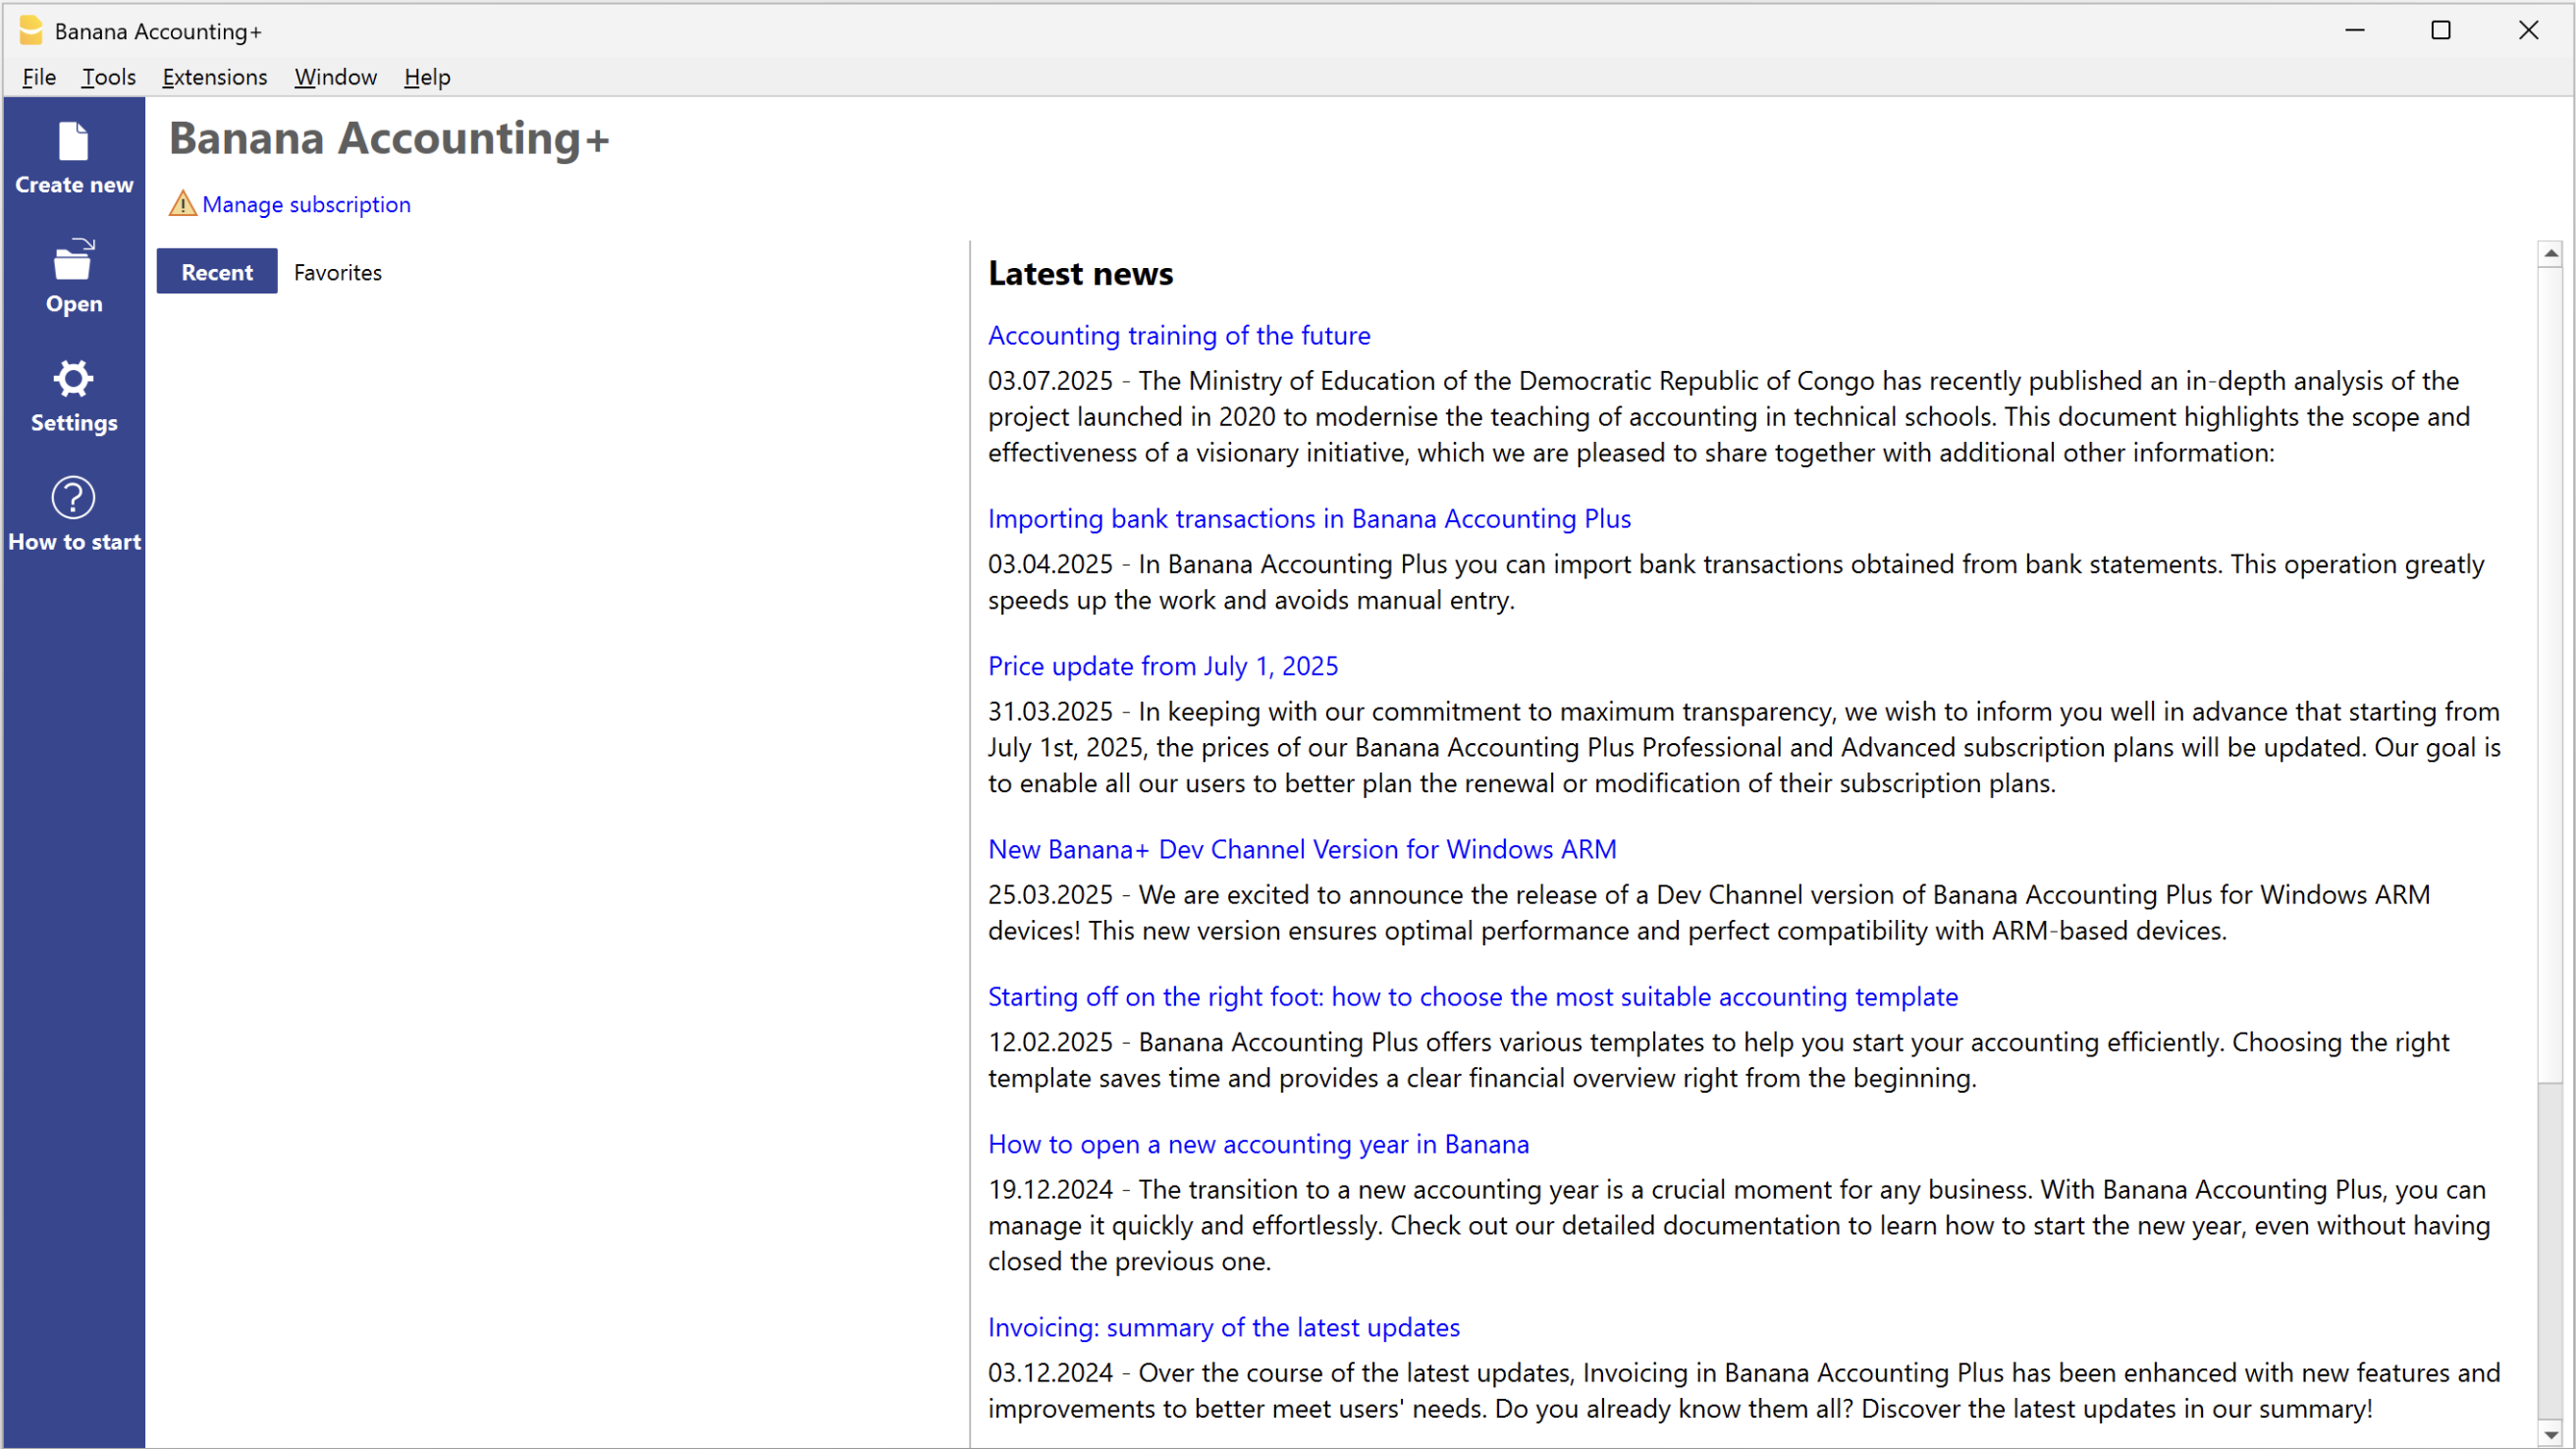 Banana Accounting+
File Tools Extensions Window Help
Create new
Open
Settings
How to start
Banana Accounting+
Manage subscription
Recent Favorites
Latest news
Accounting training of the future
03.07.2025 - The Ministry of Education of the Democratic Republic of Congo has recently published an in-depth analysis of the
project launched in 2020 to modernise the teaching of accounting in technical schools. This document highlights the scope and
effectiveness of a visionary initiative, which we are pleased to share together with additional other information:
Importing bank transactions in Banana Accounting Plus
03.04.2025 - In Banana Accounting Plus you can import bank transactions obtained from bank statements. This operation greatly
speeds up the work and avoids manual entry.
Price update from July 1, 2025
31.03.2025 - In keeping with our commitment to maximum transparency, we wish to inform you well in advance that starting from
July 1st, 2025, the prices of our Banana Accounting Plus Professional and Advanced subscription plans will be updated. Our goal is
to enable all our users to better plan the renewal or modification of their subscription plans.
New Banana+ Dev Channel Version for Windows ARM
25.03.2025 - We are excited to announce the release of a Dev Channel version of Banana Accounting Plus for Windows ARM
devices! This new version ensures optimal performance and perfect compatibility with ARM-based devices.
Starting off on the right foot: how to choose the most suitable accounting template
12.02.2025 - Banana Accounting Plus offers various templates to help you start your accounting efficiently. Choosing the right
template saves time and provides a clear financial overview right from the beginning.
How to open a new accounting year in Banana
19.12.2024 - The transition to a new accounting year is a crucial moment for any business. With Banana Accounting Plus, you can
manage it quickly and effortlessly. Check out our detailed documentation to learn how to start the new year, even without having
closed the previous one.
Invoicing: summary of the latest updates
03.12.2024 - Over the course of the latest updates, Invoicing in Banana Accounting Plus has been enhanced with new features and
improvements to better meet users' needs. Do you already know them all? Discover the latest updates in our summary!